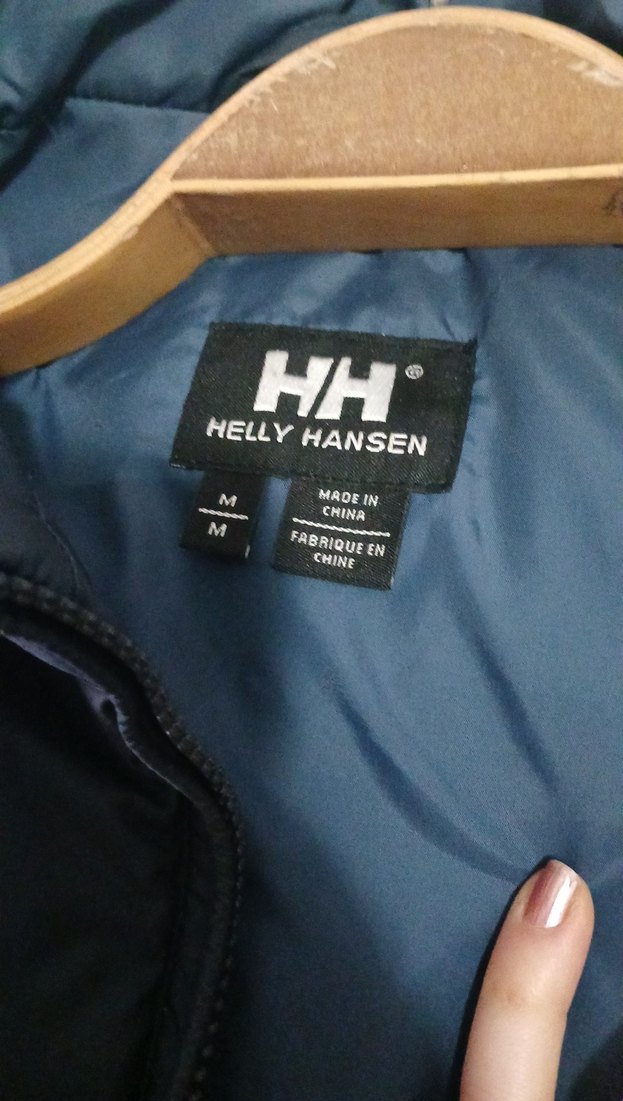 HH®
HELLY HANSEN
M
M
MADE IN
CHINA
FABRIQUE EN
CHINE